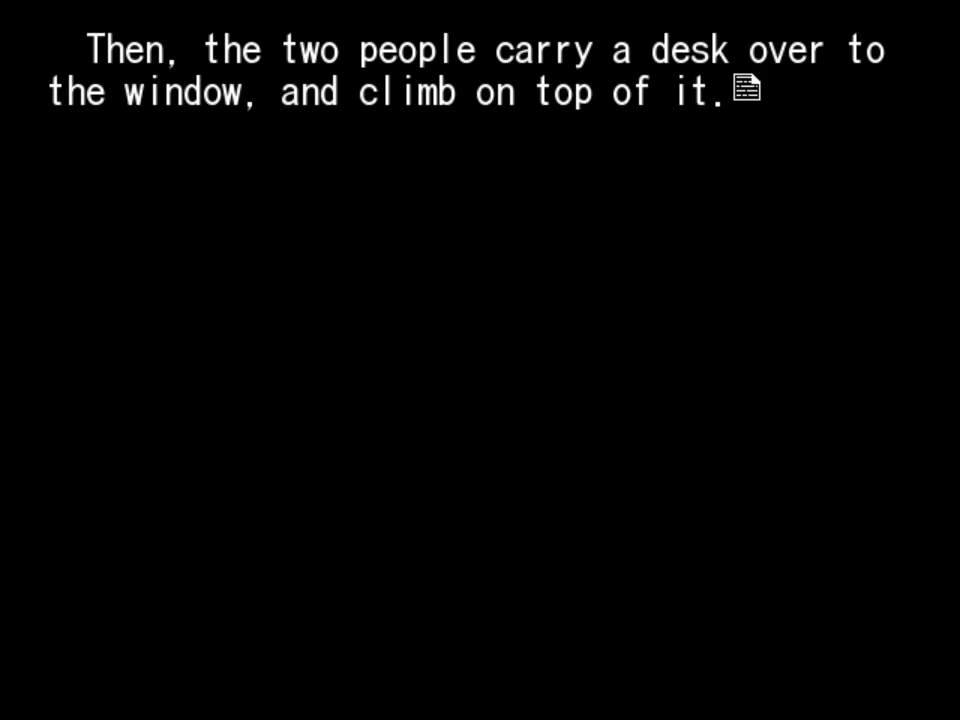 Then, the two people carry a desk over to
the window, and climb on top of it.